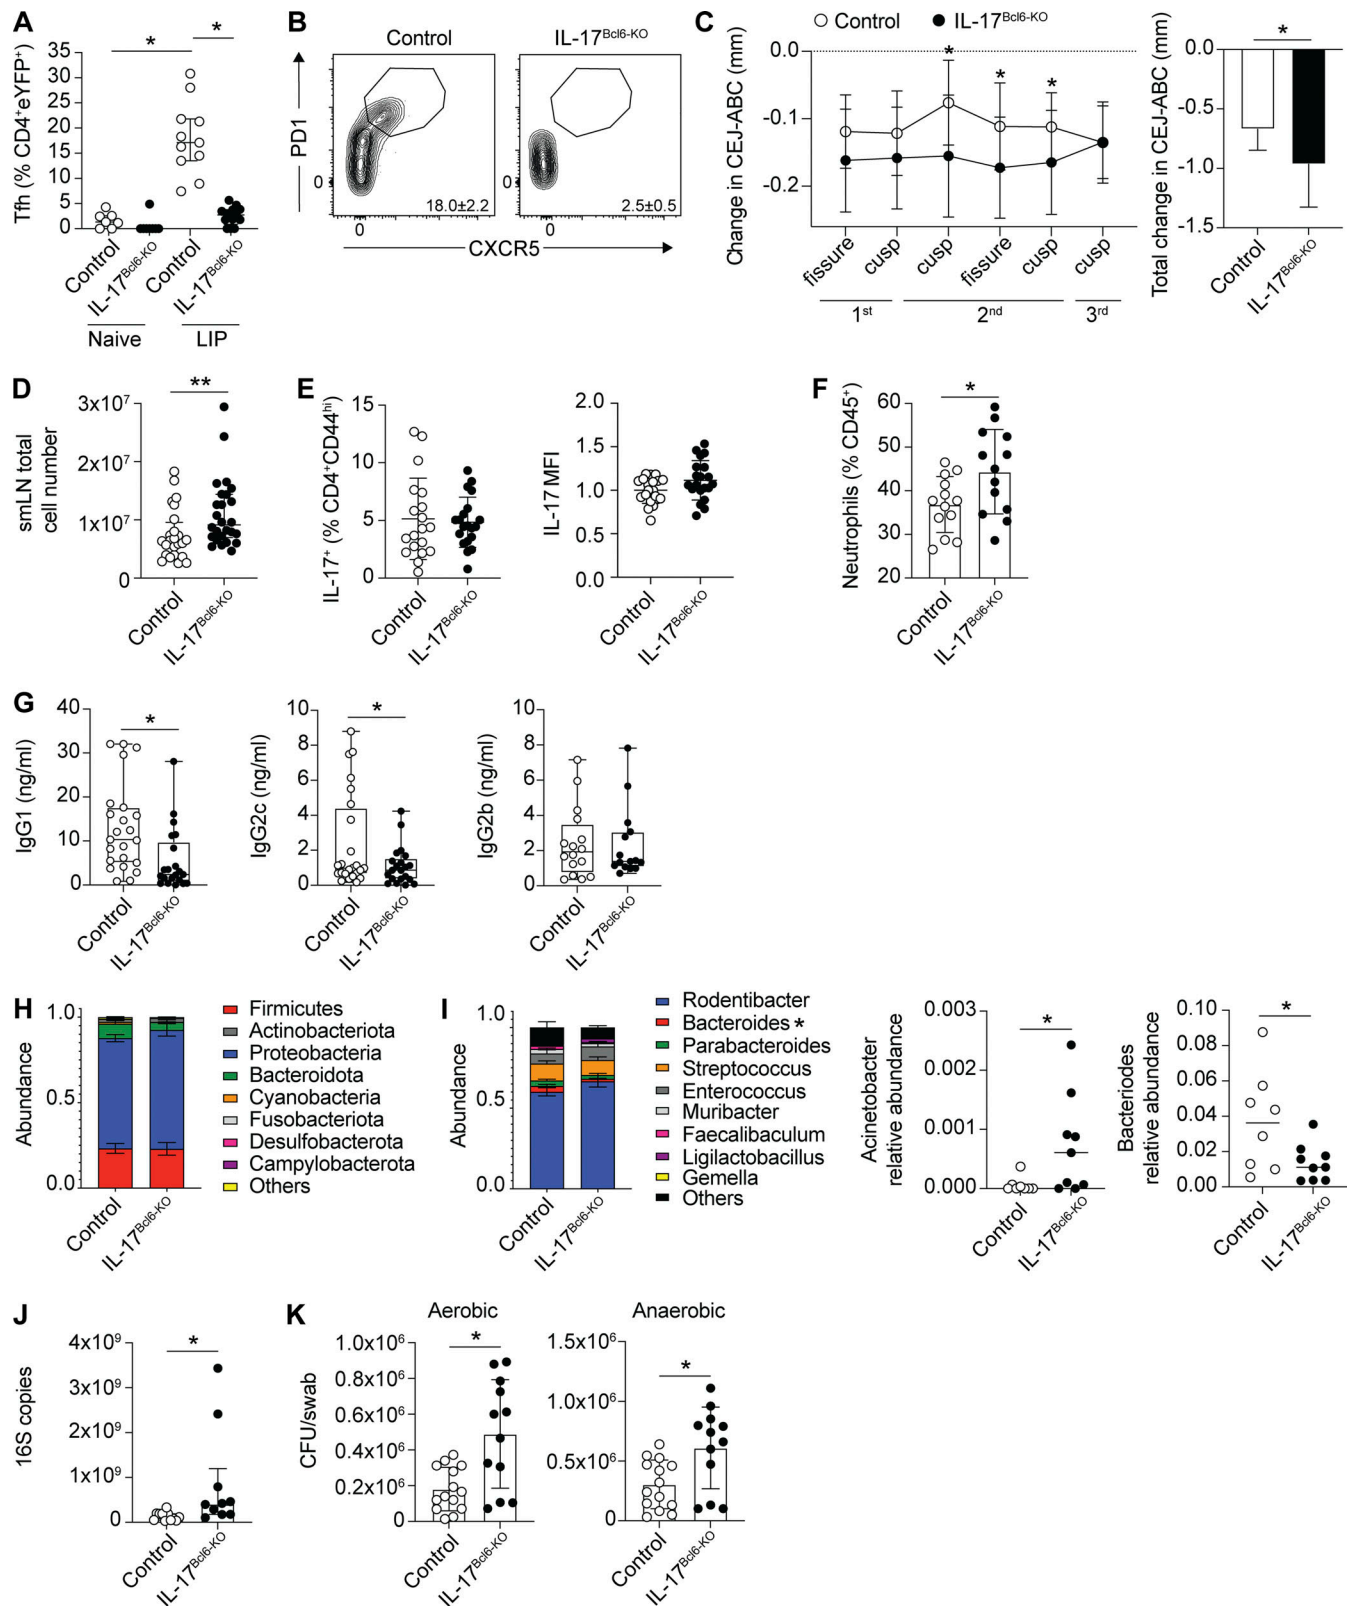 A
Tfh (% CD4⁺eYFP⁺)
35
30
25
20
15
10
5
0
*
*
Control
IL-17ᴮᶜˡ⁶⁻ᴷᴼ
Control
IL-17ᴮᶜˡ⁶⁻ᴷᴼ
Naive
LIP
B
Control
IL-17ᴮᶜˡ⁶⁻ᴷᴼ
PD1
0
0
18.0±2.2
2.5±0.5
0
0
CXCR5
C
Control
IL-17ᴮᶜˡ⁶⁻ᴷᴼ
Change in CEJ-ABC (mm)
0.0
-0.1
-0.2
*
*
*
fissure
cusp
cusp
fissure
cusp
cusp
1ˢᵗ
2ⁿᵈ
3ʳᵈ
Total change in CEJ-ABC (mm)
0.0
-0.5
-1.0
-1.5
*
Control
IL-17ᴮᶜˡ⁶⁻ᴷᴼ
D
smLN total
cell number
3x10⁷
2x10⁷
1x10⁷
0
**
Control
IL-17ᴮᶜˡ⁶⁻ᴷᴼ
E
IL-17⁺ (% CD4⁺CD44ʰⁱ)
15
10
5
0
Control
IL-17ᴮᶜˡ⁶⁻ᴷᴼ
IL-17 MFI
2.0
1.5
1.0
0.5
0.0
Control
IL-17ᴮᶜˡ⁶⁻ᴷᴼ
F
Neutrophils (% CD45⁺)
60
50
40
30
20
*
Control
IL-17ᴮᶜˡ⁶⁻ᴷᴼ
G
IgG1 (ng/ml)
40
30
20
10
0
*
Control
IL-17ᴮᶜˡ⁶⁻ᴷᴼ
IgG2c (ng/ml)
10
8
6
4
2
0
*
Control
IL-17ᴮᶜˡ⁶⁻ᴷᴼ
IgG2b (ng/ml)
10
8
6
4
2
0
Control
IL-17ᴮᶜˡ⁶⁻ᴷᴼ
H
Abundance
1.0
0.5
0.0
Control
IL-17ᴮᶜˡ⁶⁻ᴷᴼ
Firmicutes
Actinobacteriota
Proteobacteria
Bacteroidota
Cyanobacteria
Fusobacteriota
Desulfobacterota
Campylobacterota
Others
I
Abundance
1.0
0.5
0.0
Control
IL-17ᴮᶜˡ⁶⁻ᴷᴼ
Rodentibacter
Bacteroides *
Parabacteroides
Streptococcus
Enterococcus
Muribacter
Faecalibaculum
Ligilactobacillus
Gemella
Others
Acinetobacter
relative abundance
0.003
0.002
0.001
0.000
*
Control
IL-17ᴮᶜˡ⁶⁻ᴷᴼ
Bacteriodes
relative abundance
0.10
0.08
0.06
0.04
0.02
0.00
*
Control
IL-17ᴮᶜˡ⁶⁻ᴷᴼ
J
16S copies
4x10⁹
3x10⁹
2x10⁹
1x10⁹
0
*
Control
IL-17ᴮᶜˡ⁶⁻ᴷᴼ
K
Aerobic
CFU/swab
1.0x10⁶
0.8x10⁶
0.6x10⁶
0.4x10⁶
0.2x10⁶
0
*
Control
IL-17ᴮᶜˡ⁶⁻ᴷᴼ
Anaerobic
1.5x10⁶
1.0x10⁶
0.5x10⁶
0
*
Control
IL-17ᴮᶜˡ⁶⁻ᴷᴼ